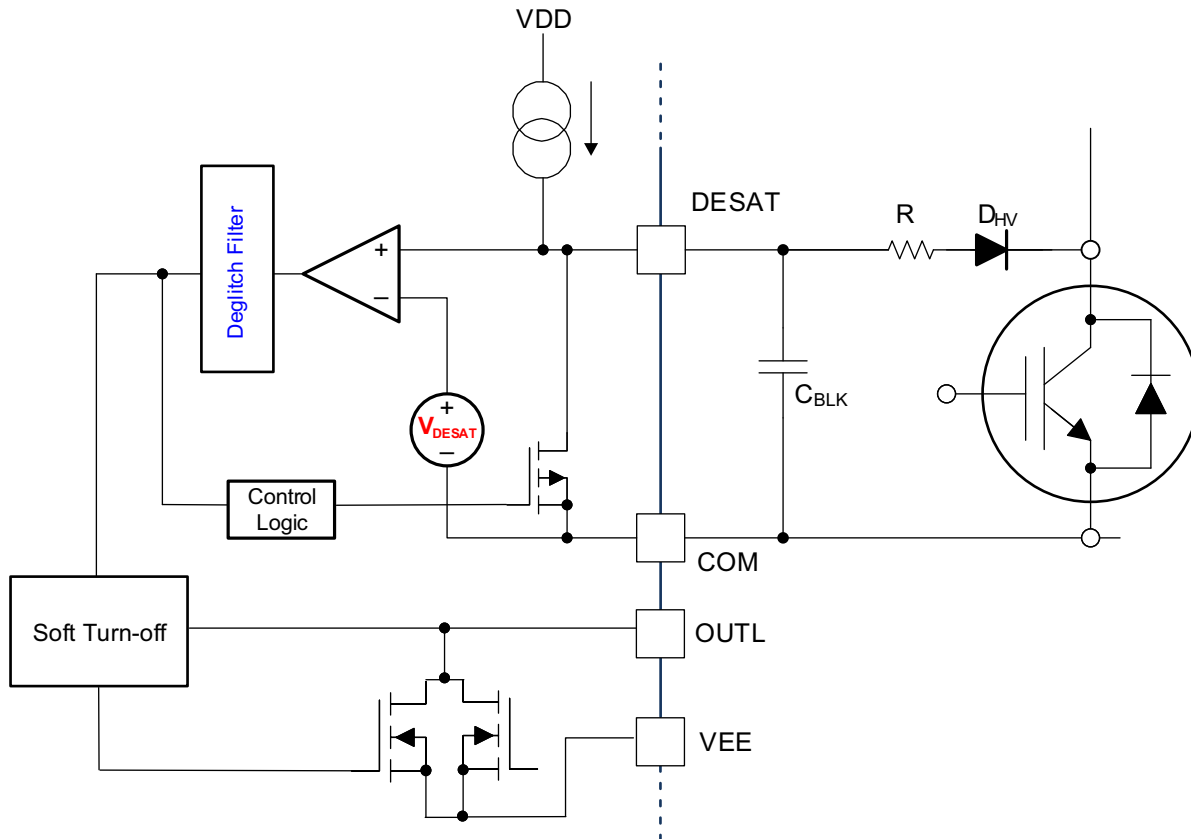 VDD
DESAT
R
DHV
Deglitch Filter
+
−
+
VDESAT
−
CBLK
Control
Logic
COM
Soft Turn-off
OUTL
VEE